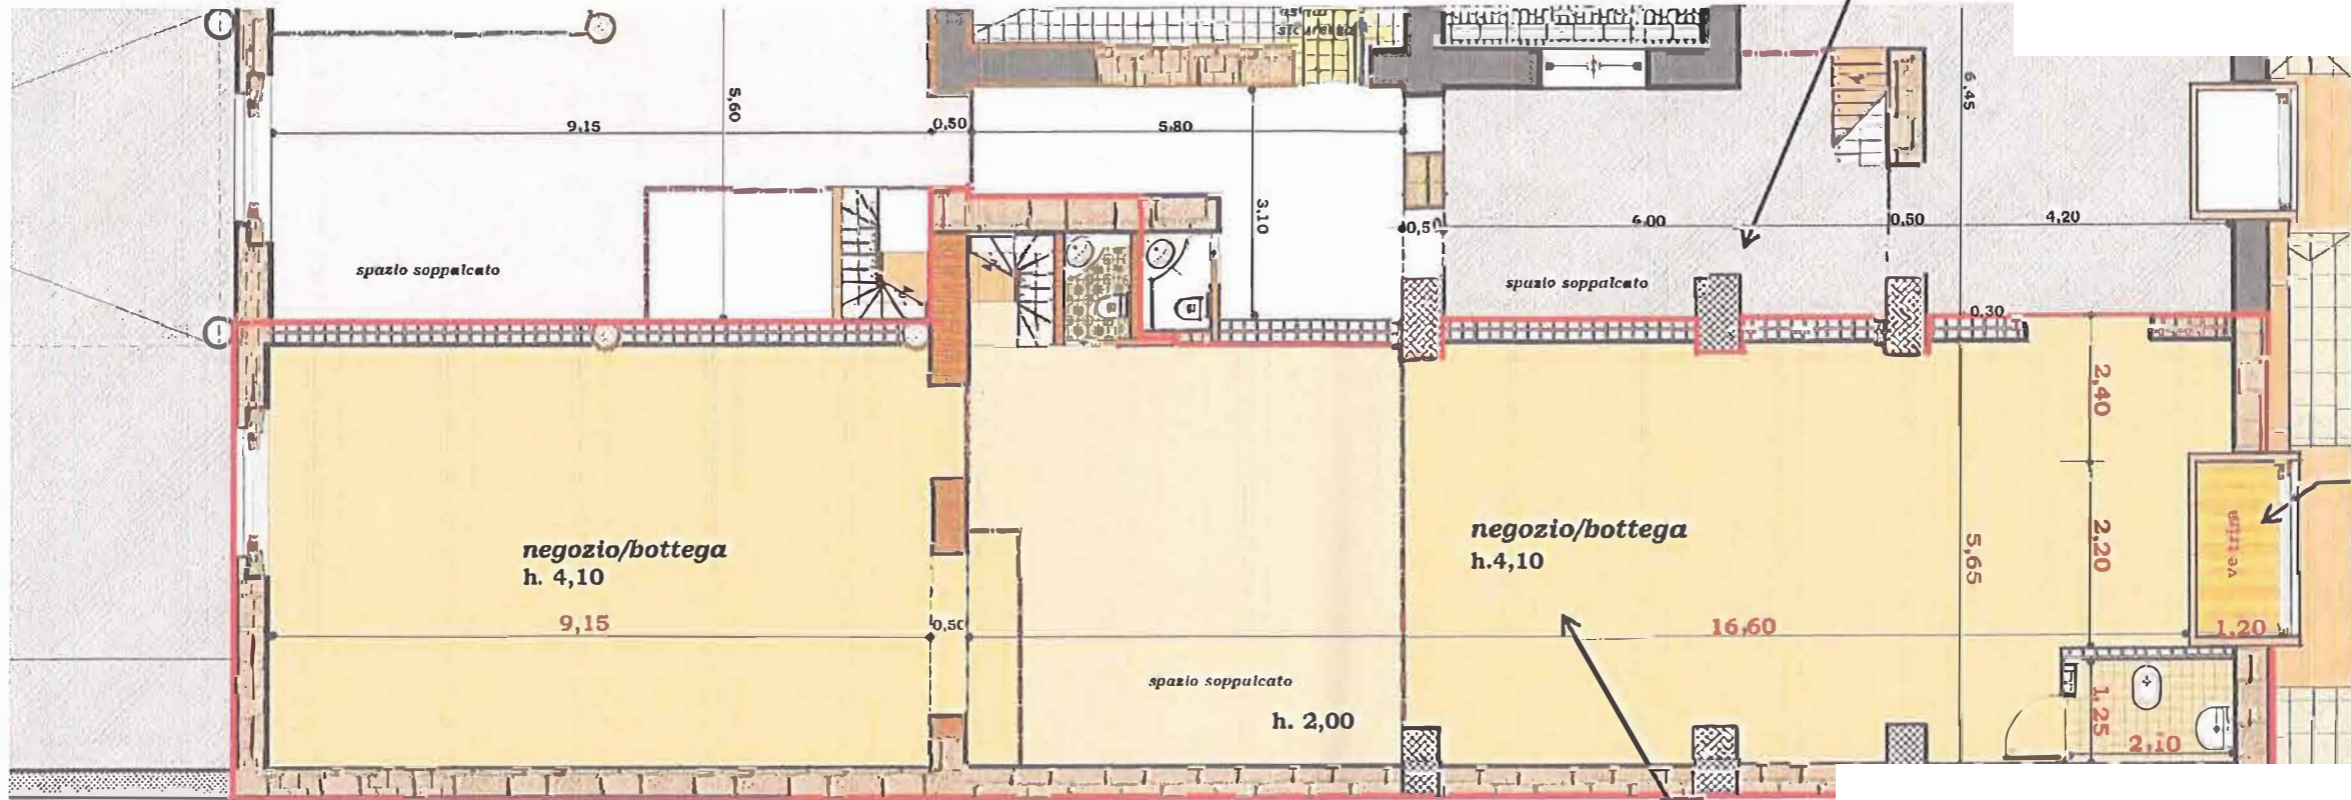 sicurezza
5,60
9,15
0,50
5,80
6,45
3,10
0,5
6,00
0,50
4,20
spazio soppalcato
spazio soppalcato
0,30
2,40
negozio/bottega
h. 4,10
negozio/bottega
h.4,10
5,65
2,20
vetrina
9,15
0,50
16,60
1,20
spazio soppalcato
h. 2,00
1,25
2,10